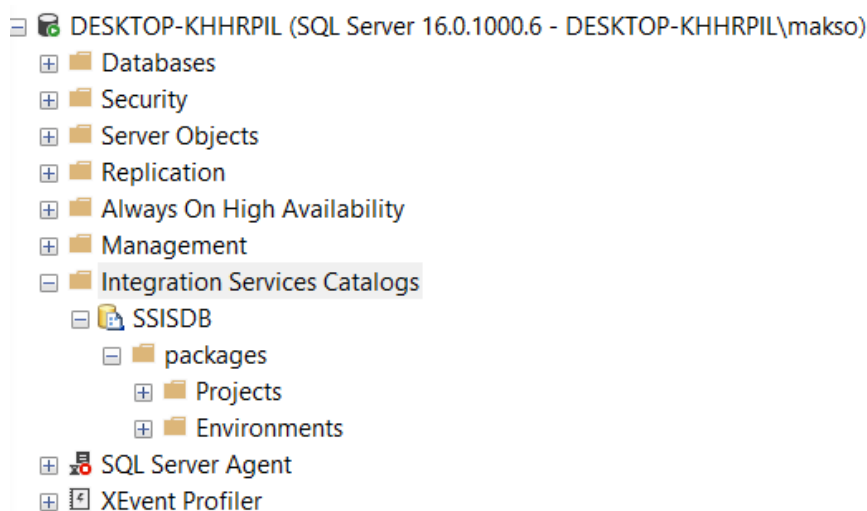 DESKTOP-KHHRPIL (SQL Server 16.0.1000.6 - DESKTOP-KHHRPIL\makso)
Databases
Security
Server Objects
Replication
Always On High Availability
Management
Integration Services Catalogs
SSISDB
packages
Projects
Environments
SQL Server Agent
XEvent Profiler